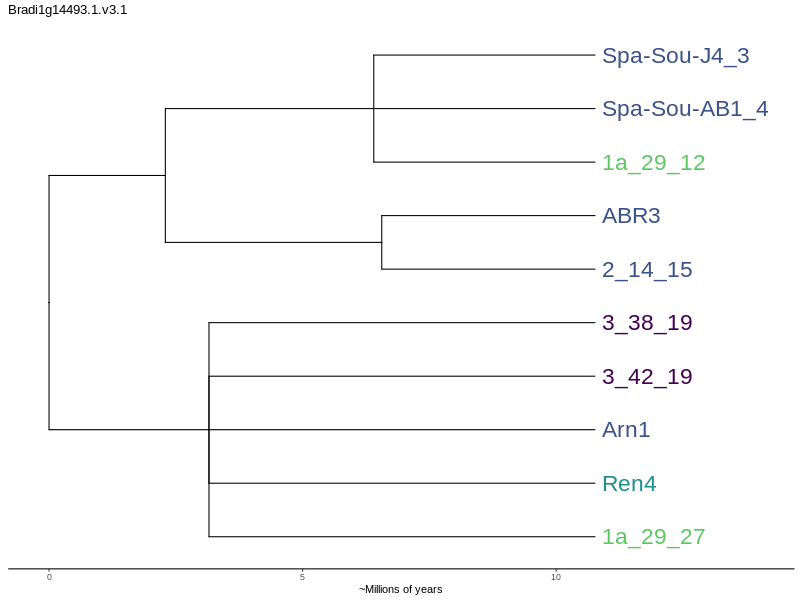 Bradi1g14493.1.v3.1
Spa-Sou-J4_3
Spa-Sou-AB1_4
1a_29_12
ABR3
2_14_15
3_38_19
3_42_19
Arn1
Ren4
1a_29_27
0 5 10
~Millions of years